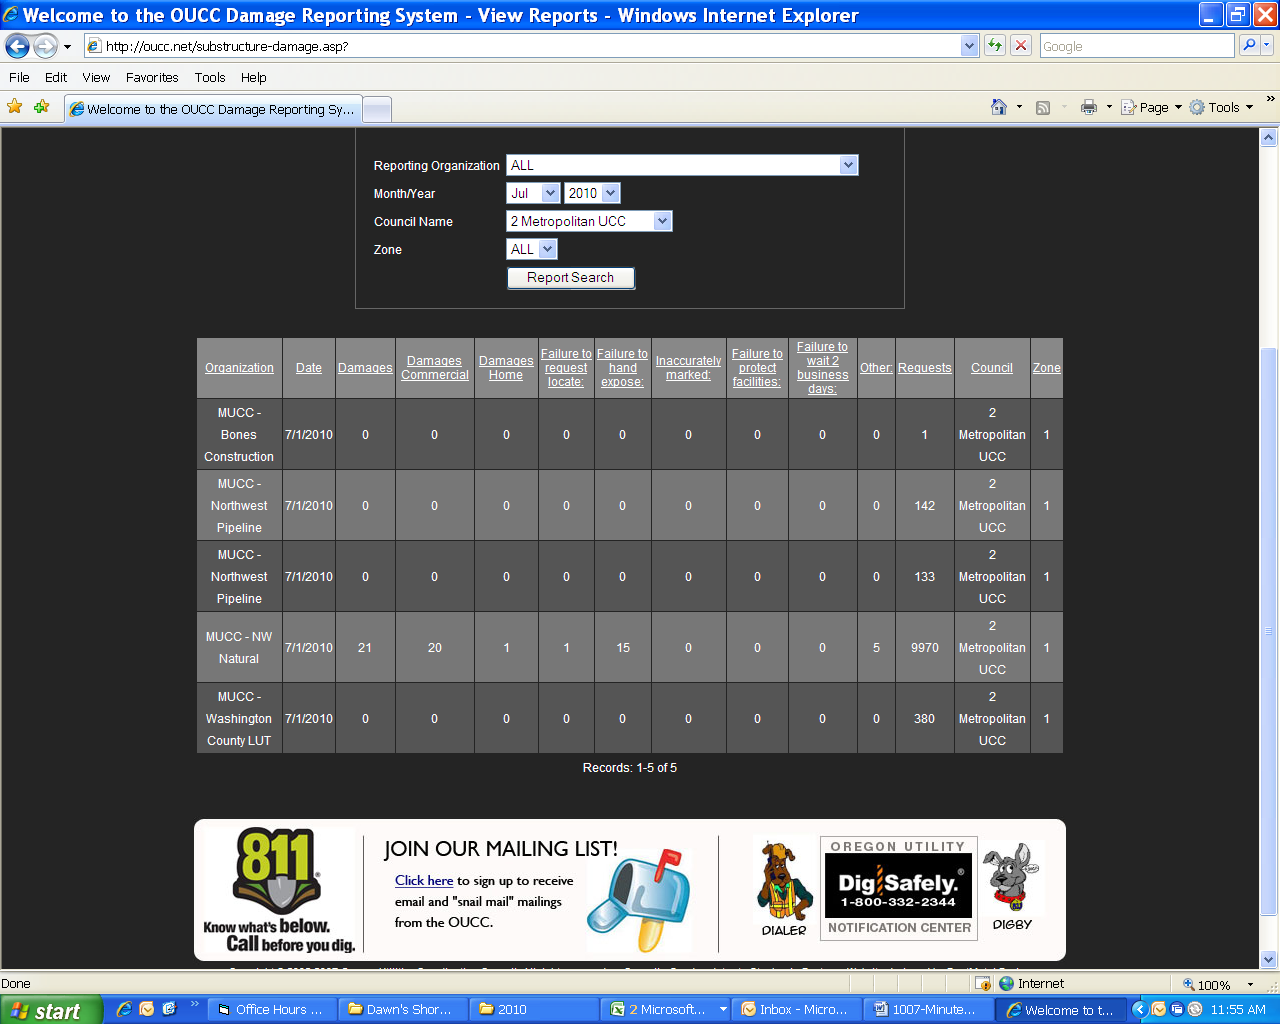 Welcome to the OUCC Damage Reporting System - View Reports - Windows Internet Explorer
http://oucc.net/substructure-damage.asp?
Google
File Edit View Favorites Tools Help
Welcome to the OUCC Damage Reporting Sy...
Page Tools
Reporting Organization ALL
Month/Year Jul 2010
Council Name 2 Metropolitan UCC
Zone ALL
Report Search
Organization Date Damages Damages Commercial Damages Home Failure to request locate: Failure to hand expose: Inaccurately marked: Failure to protect facilities: Failure to wait 2 business days: Other: Requests Council Zone
MUCC - Bones Construction 7/1/2010 0 0 0 0 0 0 0 0 0 1 2 Metropolitan UCC 1
MUCC - Northwest Pipeline 7/1/2010 0 0 0 0 0 0 0 0 0 142 2 Metropolitan UCC 1
MUCC - Northwest Pipeline 7/1/2010 0 0 0 0 0 0 0 0 0 133 2 Metropolitan UCC 1
MUCC - NW Natural 7/1/2010 21 20 1 1 15 0 0 0 5 9970 2 Metropolitan UCC 1
MUCC - Washington County LUT 7/1/2010 0 0 0 0 0 0 0 0 0 380 2 Metropolitan UCC 1
Records: 1-5 of 5
811
Know what's below.
Call before you dig.
JOIN OUR MAILING LIST!
Click here to sign up to receive
email and "snail mail" mailings
from the OUCC.
DIALER
OREGON UTILITY
Dig Safely.
1-800-332-2344
NOTIFICATION CENTER
DIGBY
Done
Internet
100%
start
Office Hours ...
Dawn's Shor...
2010
2 Microsoft...
Inbox - Micro...
1007-Minute...
Welcome to t...
11:55 AM